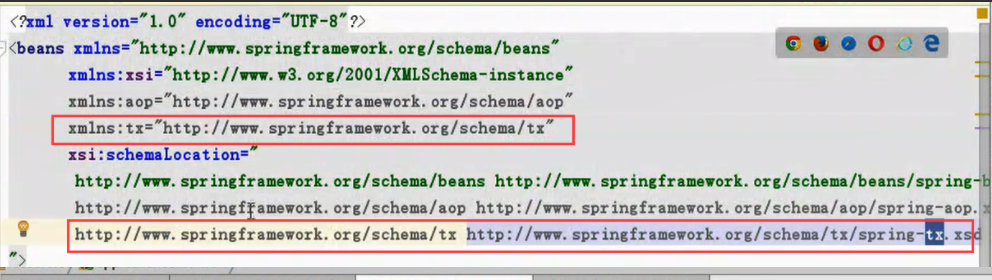 <?xml version="1.0" encoding="UTF-8"?>
<beans xmlns="http://www.springframework.org/schema/beans"
xmlns:xsi="http://www.w3.org/2001/XMLSchema-instance"
xmlns:aop="http://www.springframework.org/schema/aop"
xmlns:tx="http://www.springframework.org/schema/tx"
xsi:schemaLocation="
http://www.springframework.org/schema/beans http://www.springframework.org/schema/beans/spring-b
http://www.springframework.org/schema/aop http://www.springframework.org/schema/aop/spring-aop.x
http://www.springframework.org/schema/tx http://www.springframework.org/schema/tx/spring-tx.xsd
">